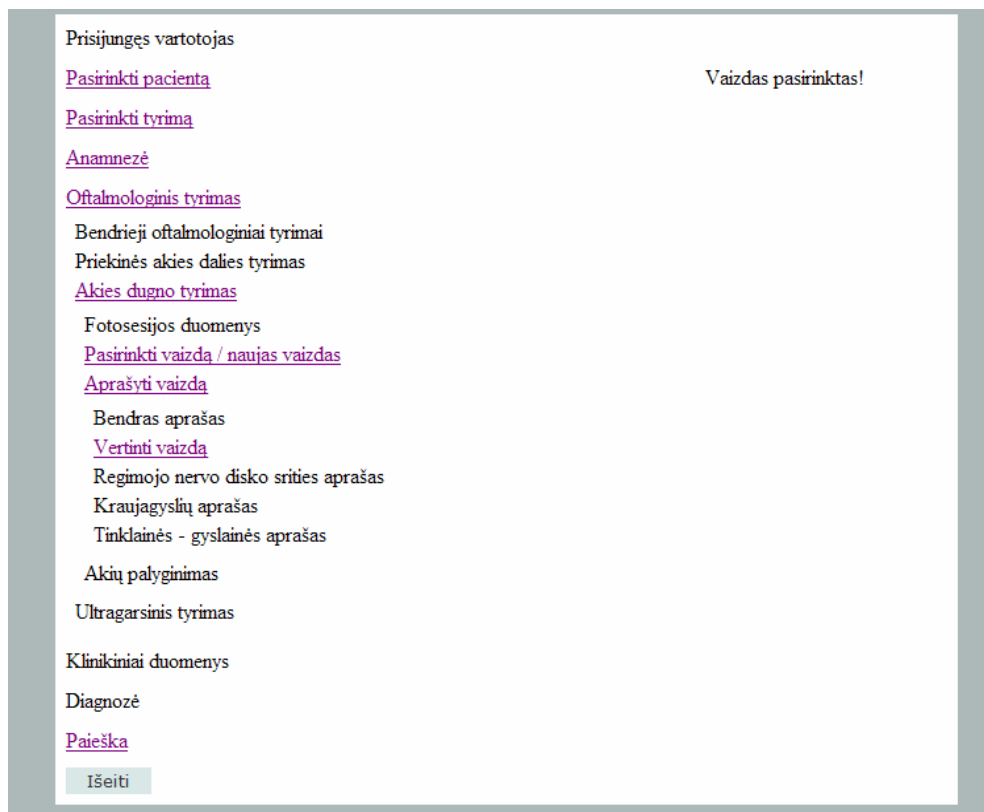 Prisijungęs vartotojas
Pasirinkti pacientą
Vaizdas pasirinktas!
Pasirinkti tyrimą
Anamnezė
Oftalmologinis tyrimas
Bendrieji oftalmologiniai tyrimai
Priekinės akies dalies tyrimas
Akies dugno tyrimas
Fotosesijos duomenys
Pasirinkti vaizdą / naujas vaizdas
Aprašyti vaizdą
Bendras aprašas
Vertinti vaizdą
Regimojo nervo disko srities aprašas
Kraujagyslių aprašas
Tinklainės - gyslainės aprašas
Akių palyginimas
Ultragarsinis tyrimas
Klinikiniai duomenys
Diagnozė
Paieška
Išeiti